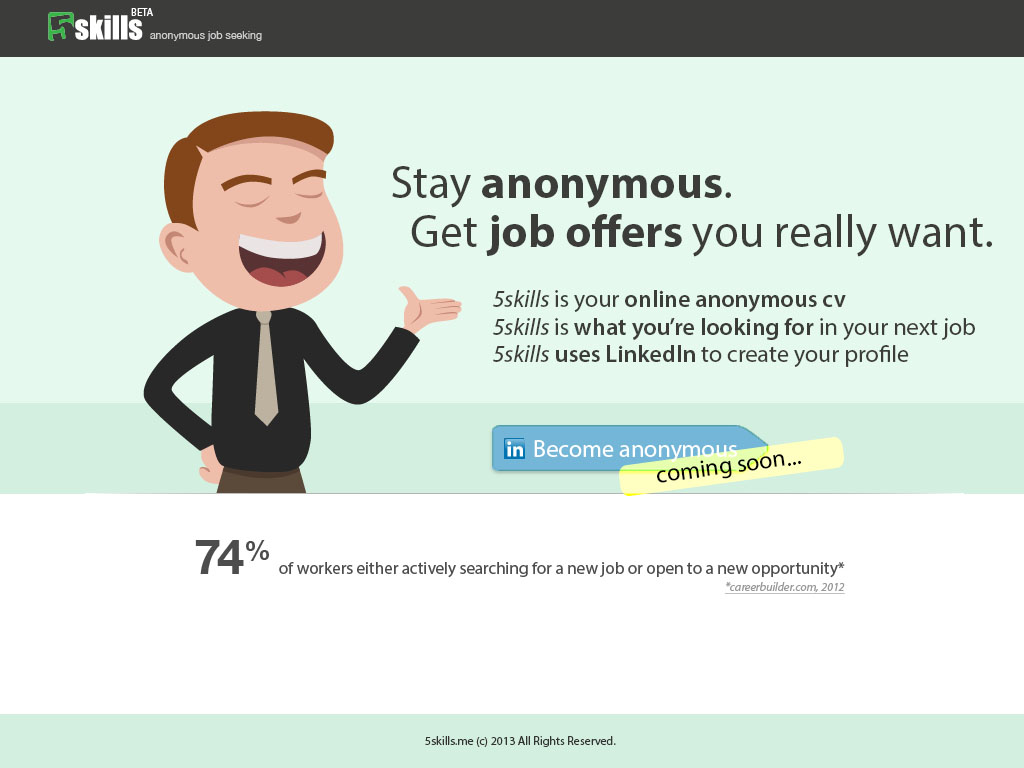 5skills BETA
anonymous job seeking
Stay anonymous.
Get job offers you really want.
5skills is your online anonymous cv
5skills is what you’re looking for in your next job
5skills uses LinkedIn to create your profile
in Become anonymous
coming soon...
74% of workers either actively searching for a new job or open to a new opportunity*
*careerbuilder.com, 2012
5skills.me (c) 2013 All Rights Reserved.